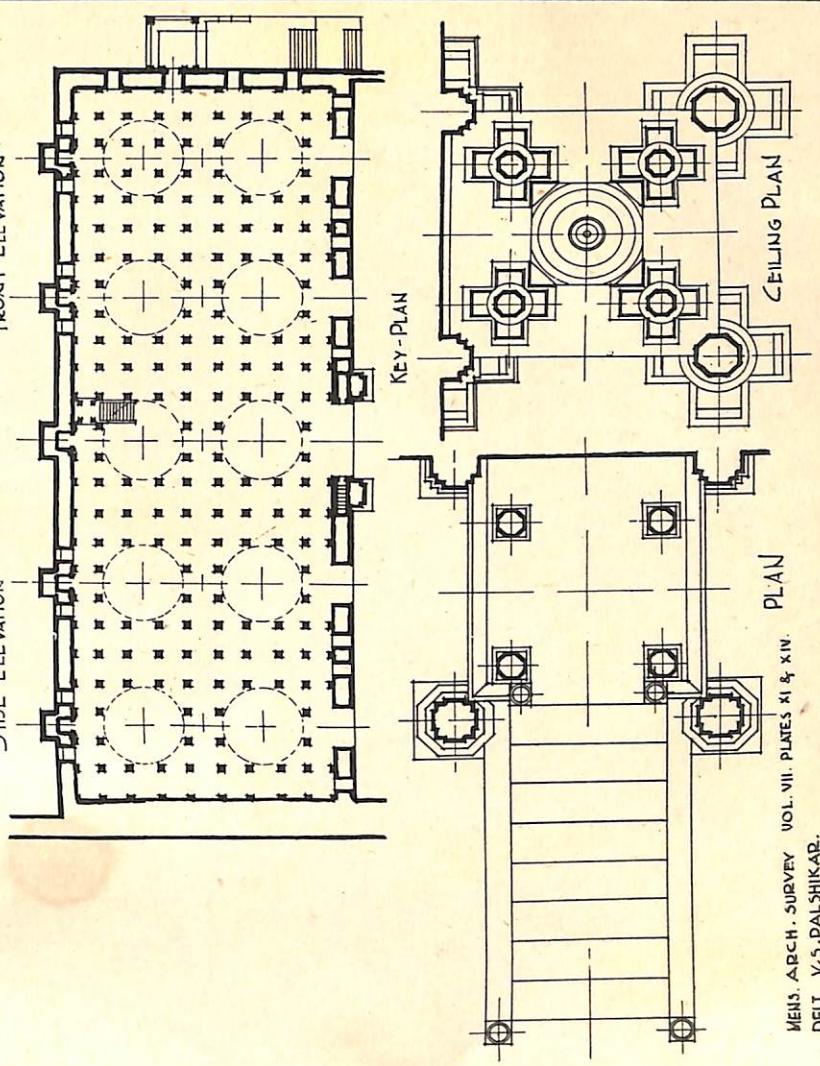 FRONT ELEVATION
SIDE ELEVATION
KEY-PLAN
CEILING PLAN
PLAN
MENS. ARCH. SURVEY VOL. VII. PLATES XI & XIV.
DELT. V.S. PALSHIKAR.